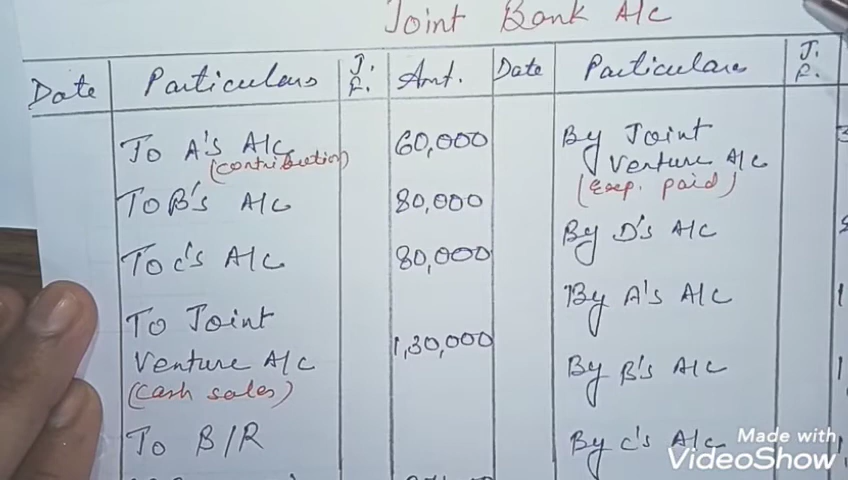 Joint Bank A/c
Date Particulars J.F. Amt. Date Particulars J.F.
To A's A/c 60,000
(contribution)
To B's A/c 80,000
To C's A/c 80,000
To Joint
Venture A/c 1,30,000
(cash sales)
To B/R
By Joint
Venture A/c
(exp. paid)
By D's A/c
By A's A/c
By B's A/c
By C's A/c
Made with
VideoShow